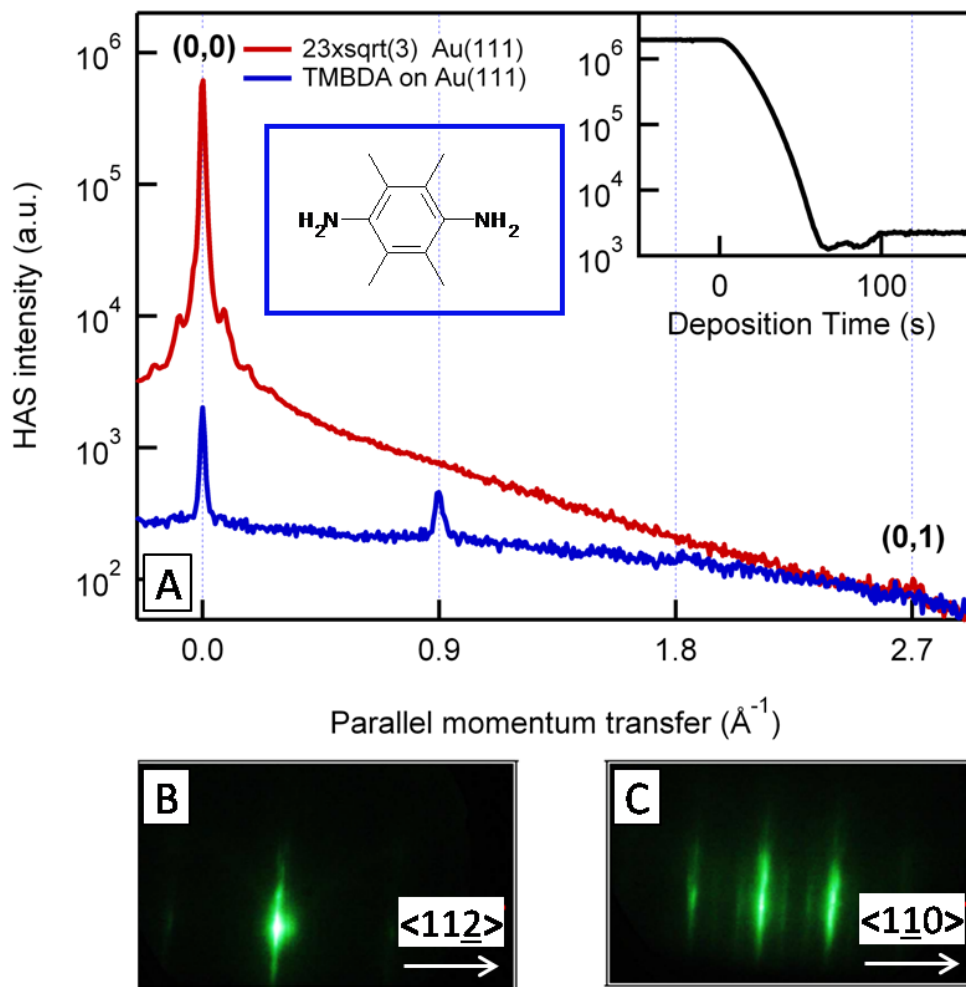 (0,0)
23xsqrt(3) Au(111)
TMBDA on Au(111)
10^6
10^5
10^4
10^3
10^2
HAS intensity (a.u.)
H₂N
NH₂
10^6
10^5
10^4
10^3
0
100
Deposition Time (s)
(0,1)
A
0.0
0.9
1.8
2.7
Parallel momentum transfer (Å^-1)
B
<112̲>
C
<11̲0>